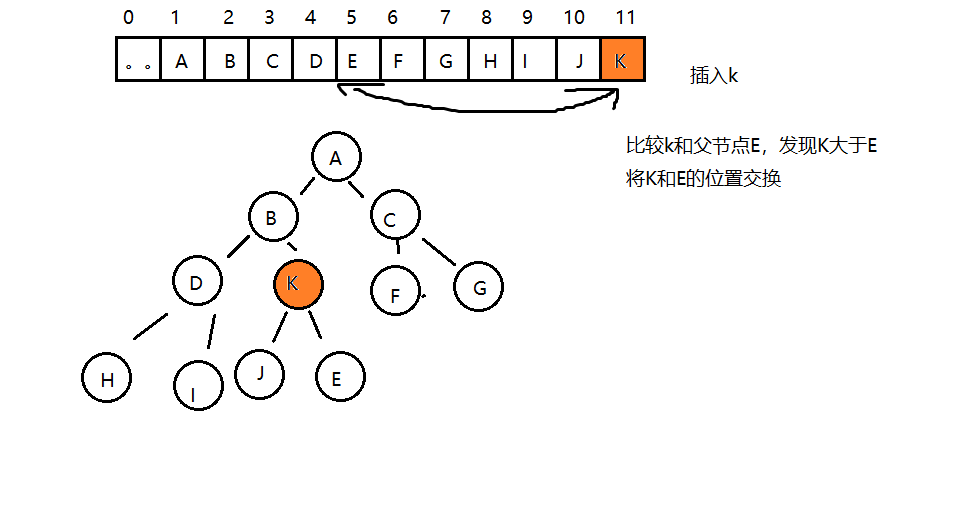 0 1 2 3 4 5 6 7 8 9 10 11
。。 A B C D E F G H I J K
插入k
比较k和父节点E，发现K大于E
将K和E的位置交换
A
B C
D K F G
H I J E